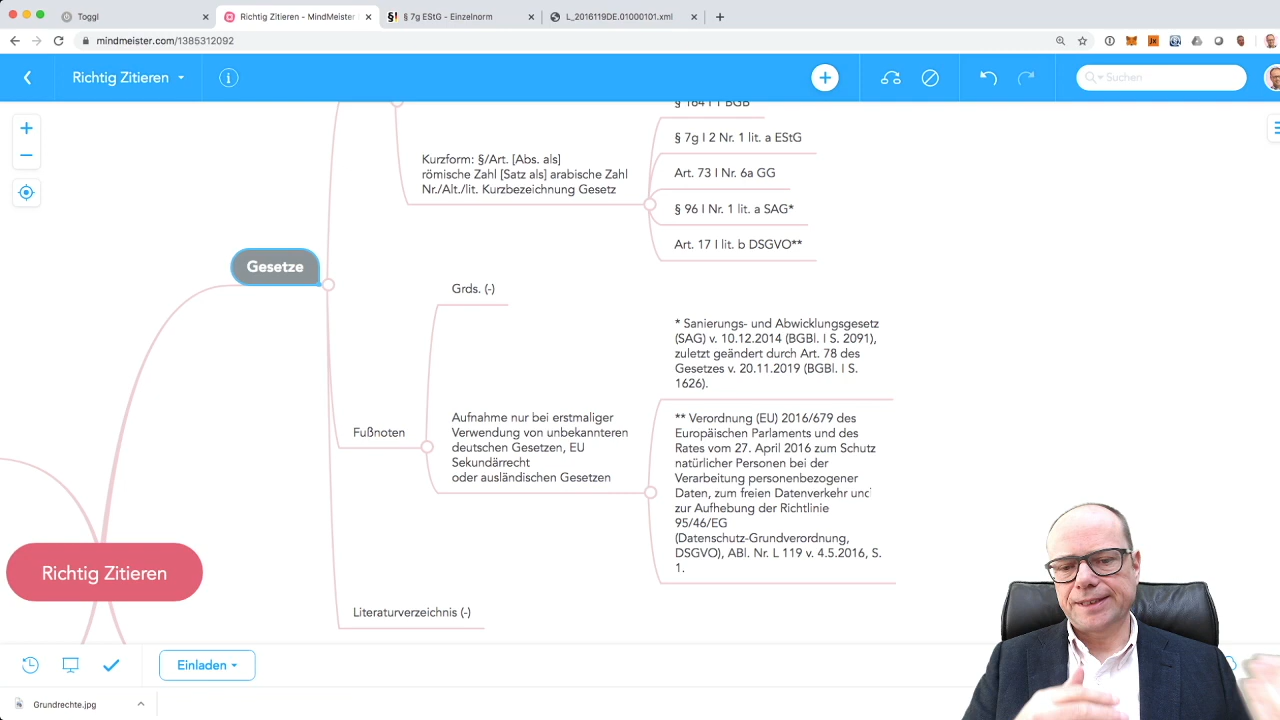 Toggl
Richtig Zitieren - MindMeister
§ 7g EStG - Einzelnorm
L_2016119DE.01000101.xml
mindmeister.com/1385312092
Richtig Zitieren
Suchen
§ 164 I 1 BGB
Kurzform: §/Art. [Abs. als]
römische Zahl [Satz als] arabische Zahl
Nr./Alt./lit. Kurzbezeichnung Gesetz
§ 7g I 2 Nr. 1 lit. a EStG
Art. 73 I Nr. 6a GG
§ 96 I Nr. 1 lit. a SAG*
Art. 17 I lit. b DSGVO**
Gesetze
Grds. (-)
Fußnoten
Aufnahme nur bei erstmaliger
Verwendung von unbekannteren
deutschen Gesetzen, EU
Sekundärrecht
oder ausländischen Gesetzen
* Sanierungs- und Abwicklungsgesetz
(SAG) v. 10.12.2014 (BGBl. I S. 2091),
zuletzt geändert durch Art. 78 des
Gesetzes v. 20.11.2019 (BGBl. I S.
1626).
** Verordnung (EU) 2016/679 des
Europäischen Parlaments und des
Rates vom 27. April 2016 zum Schutz
natürlicher Personen bei der
Verarbeitung personenbezogener
Daten, zum freien Datenverkehr und
zur Aufhebung der Richtlinie
95/46/EG
(Datenschutz-Grundverordnung,
DSGVO), ABl. Nr. L 119 v. 4.5.2016, S.
1.
Richtig Zitieren
Literaturverzeichnis (-)
Einladen
Grundrechte.jpg